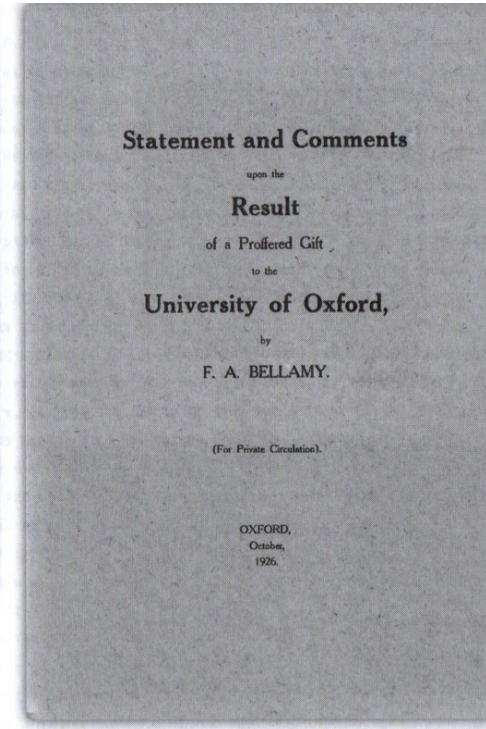 Statement and Comments
upon the
Result
of a Proffered Gift
to the
University of Oxford,
by
F. A. BELLAMY.
(For Private Circulation).
OXFORD,
October,
1926.